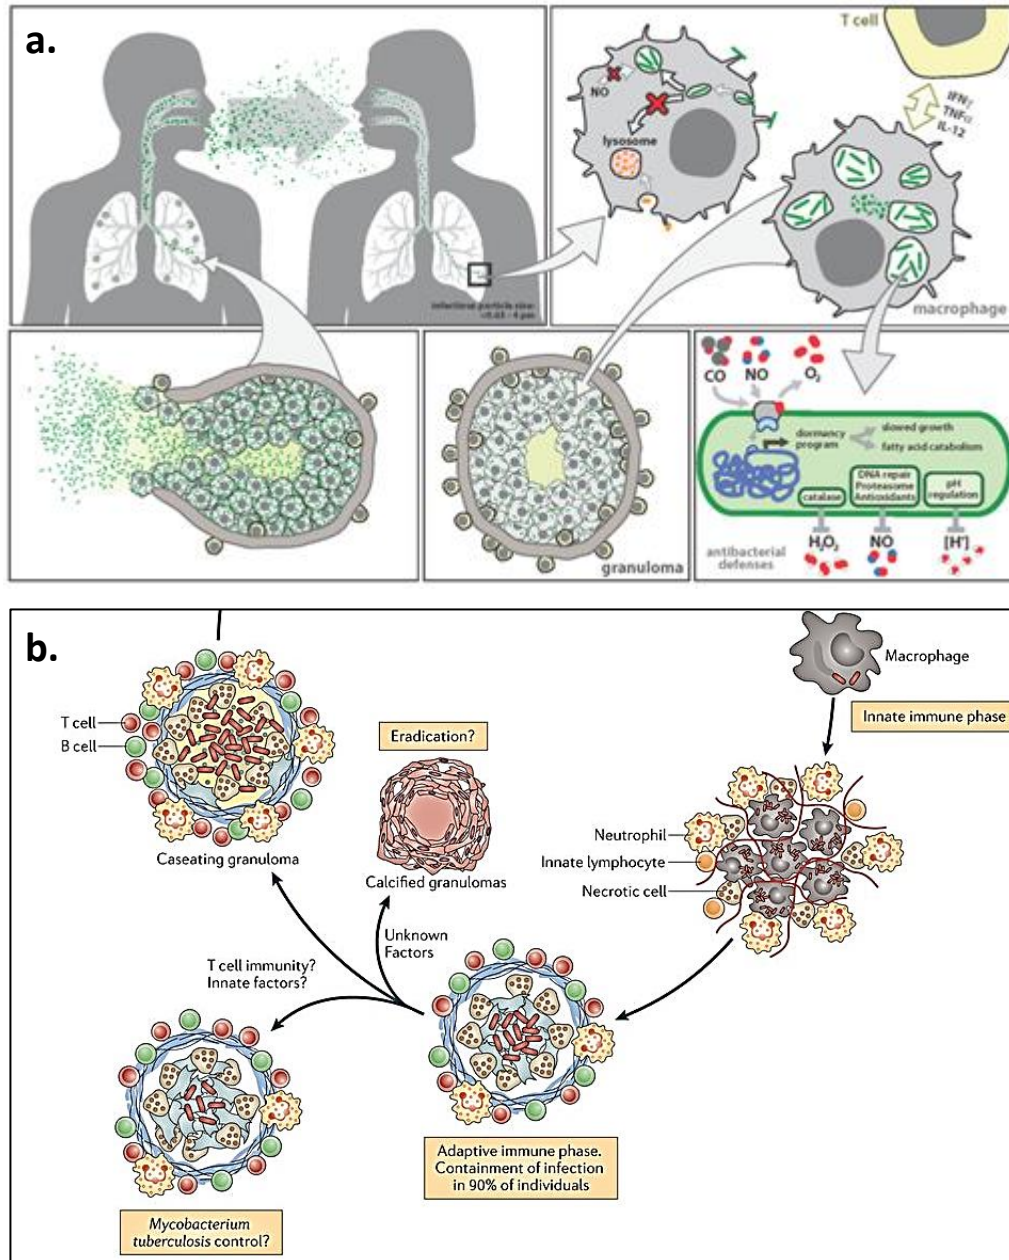 a.
infectional particle size:
NO
lysosome
T cell
IFNγ
TNFα
IL-12
macrophage
granuloma
CO
NO
O₂
dormancy
program
slowed growth
fatty acid catabolism
catalase
DNA repair
Proteasome
Antioxidants
pH
regulation
H₂O₂
NO
[H⁺]
antibacterial
defenses
b.
Macrophage
Innate immune phase
T cell
B cell
Eradication?
Caseating granuloma
Calcified granulomas
Neutrophil
Innate lymphocyte
Necrotic cell
Unknown
Factors
T cell immunity?
Innate factors?
Adaptive immune phase.
Containment of infection
in 90% of individuals
Mycobacterium
tuberculosis control?